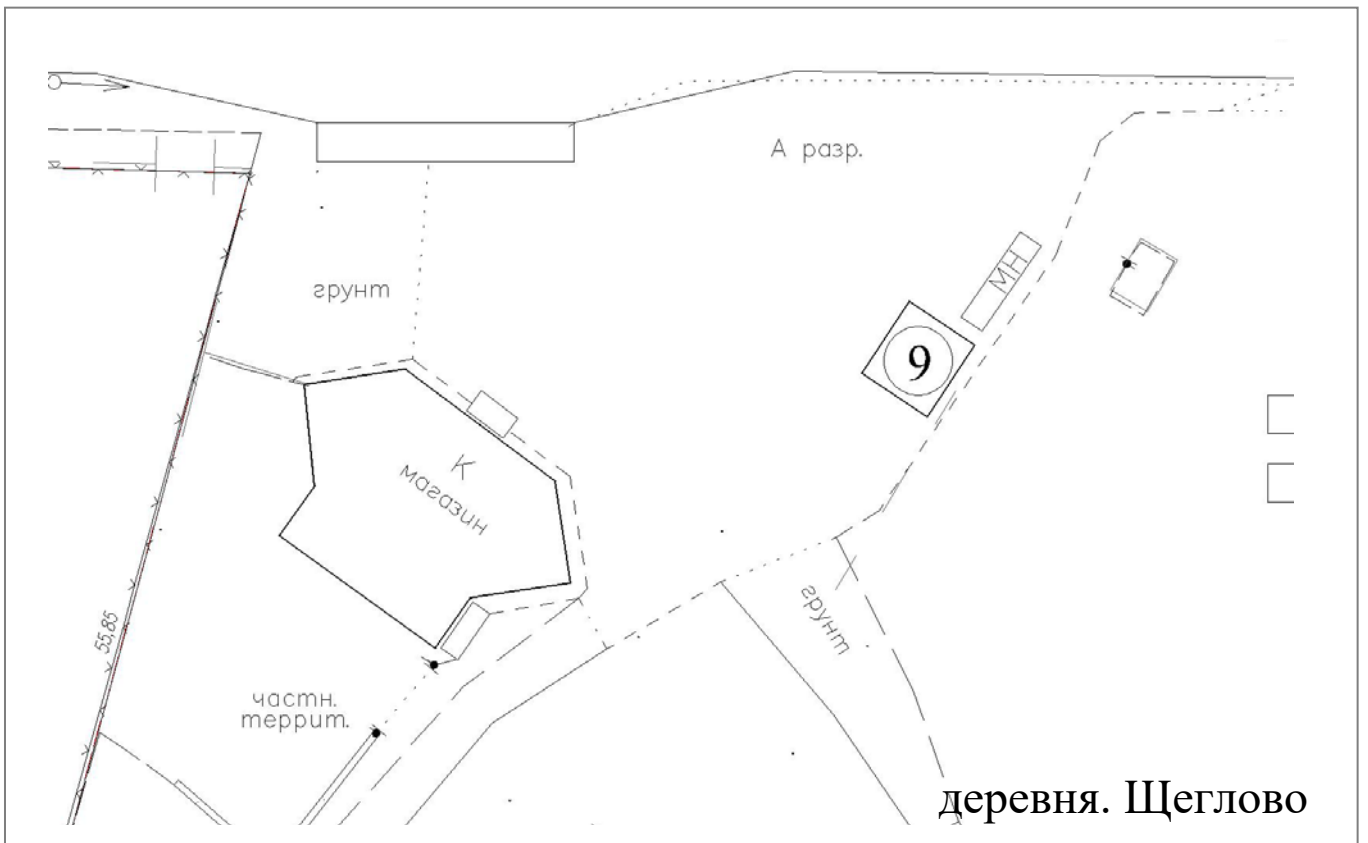 А разр.
грунт
МН
9
К
магазин
грунт
55,85
частн.
террит.
деревня. Щеглово